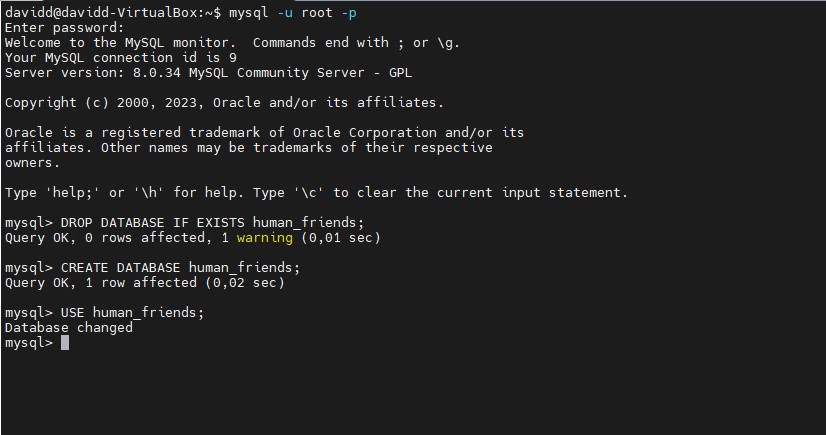 davidd@davidd-VirtualBox:~$ mysql -u root -p
Enter password:
Welcome to the MySQL monitor.  Commands end with ; or \g.
Your MySQL connection id is 9
Server version: 8.0.34 MySQL Community Server - GPL

Copyright (c) 2000, 2023, Oracle and/or its affiliates.

Oracle is a registered trademark of Oracle Corporation and/or its
affiliates. Other names may be trademarks of their respective
owners.

Type 'help;' or '\h' for help. Type '\c' to clear the current input statement.

mysql> DROP DATABASE IF EXISTS human_friends;
Query OK, 0 rows affected, 1 warning (0,01 sec)

mysql> CREATE DATABASE human_friends;
Query OK, 1 row affected (0,02 sec)

mysql> USE human_friends;
Database changed
mysql>